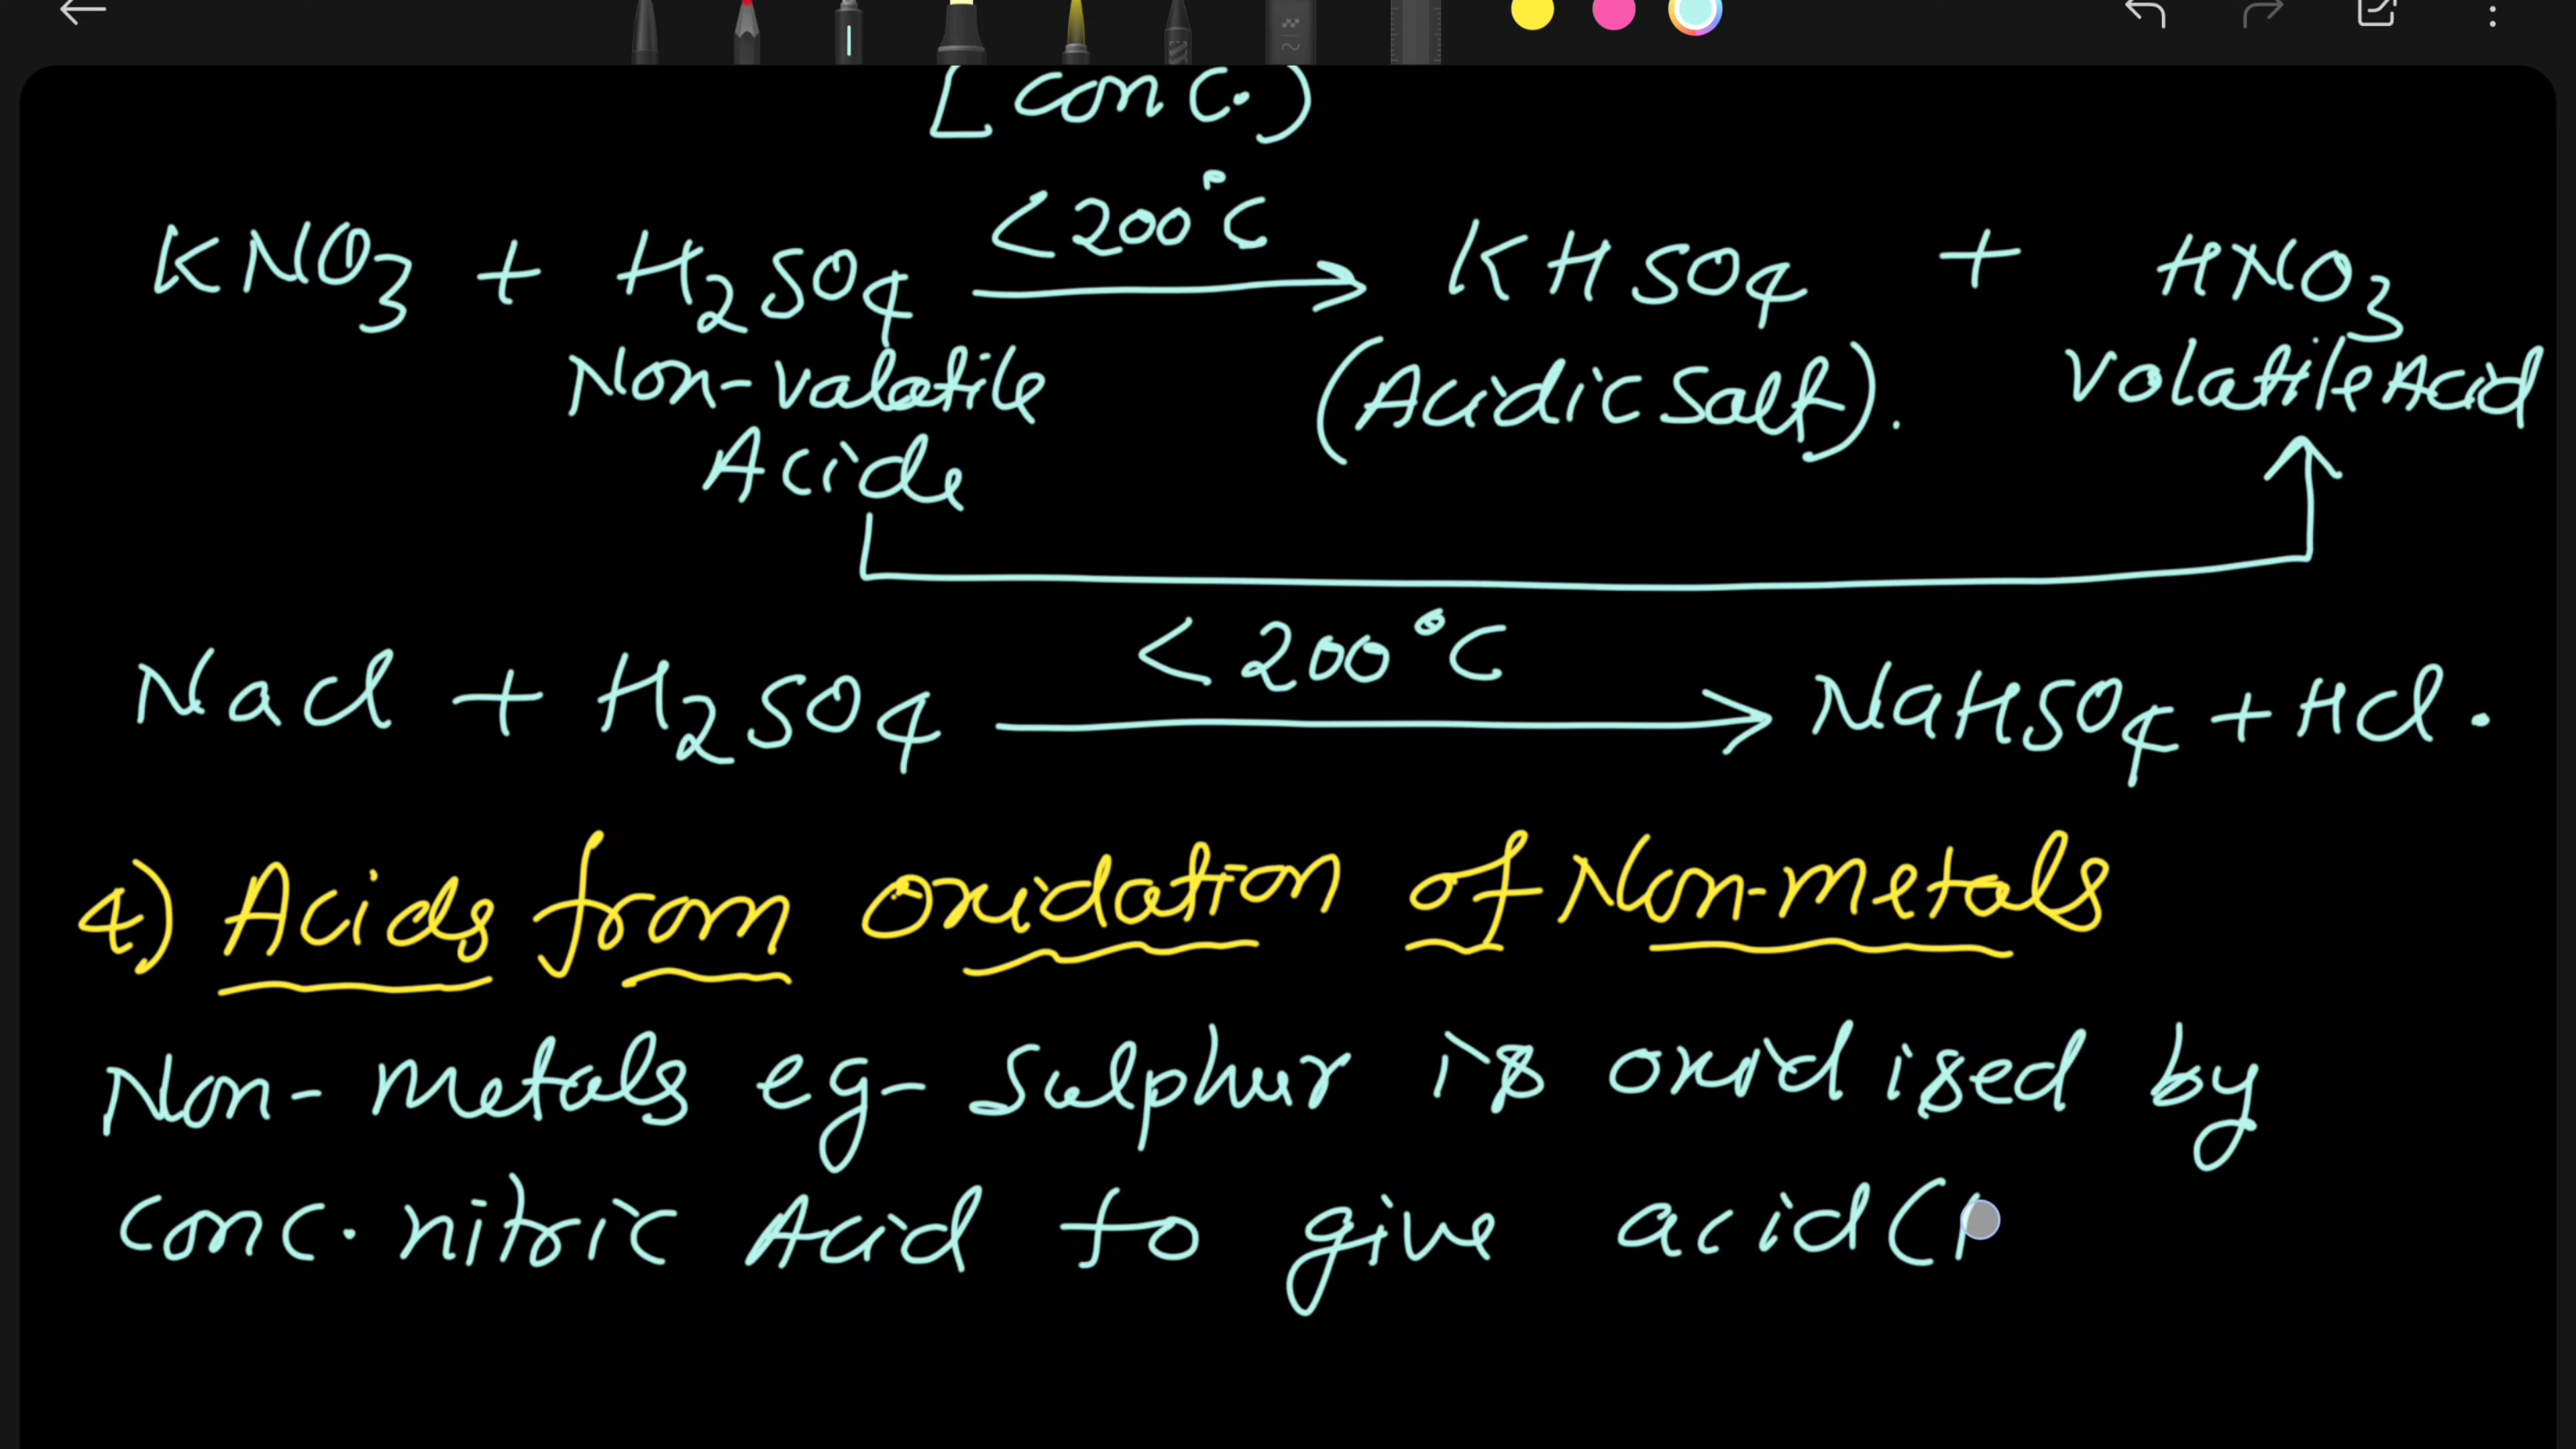 [conc.)
<200°C
KNO₃ + H₂SO₄ → KHSO₄ + HNO₃
Non-valatile (Acidic Salt). Volatile Acid
Acide
<200°C
Nacl + H₂SO₄ → NaHSO₄ + HCl.
4) Acids from Oxidation of Non-metals
Non-metals eg- Sulphur is oxidised by
conc. nitric Acid to give acid (